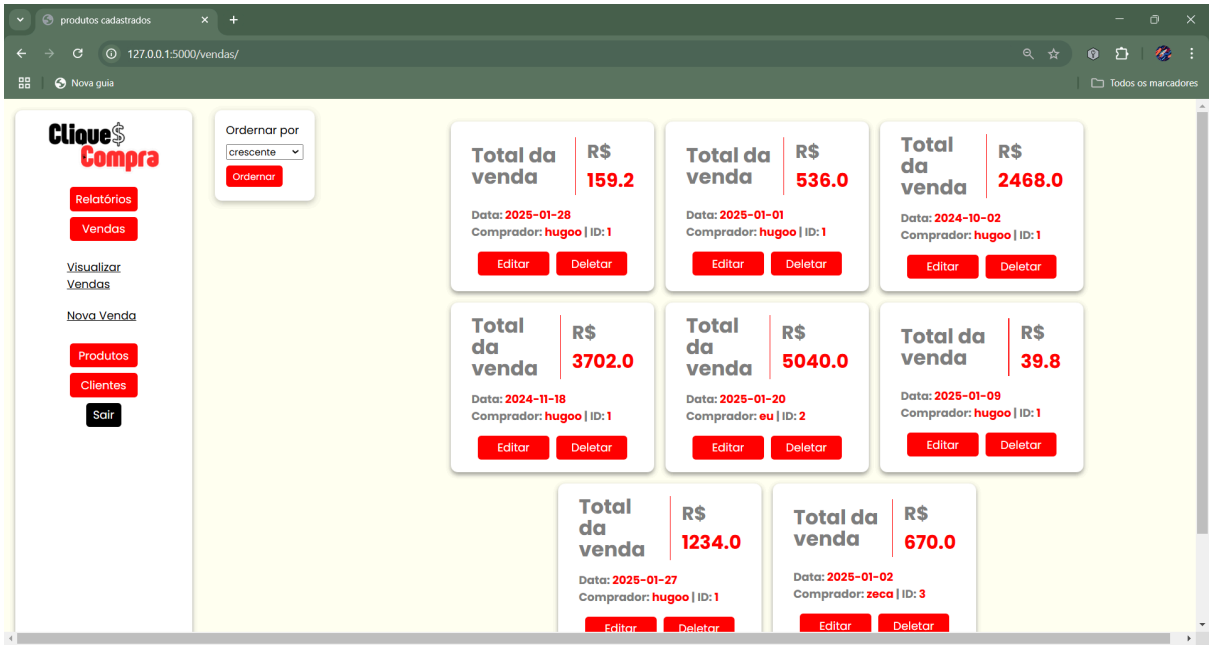 produtos cadastrados
127.0.0.1:5000/vendas/
Nova guia
Todos os marcadores
Clique$
Compra
Relatórios
Vendas
Visualizar
Vendas
Nova Venda
Produtos
Clientes
Sair
Ordernar por
crescente
Ordernar
Total da
venda
R$
159.2
Data: 2025-01-28
Comprador: hugoo | ID: 1
Editar Deletar
Total da
venda
R$
536.0
Data: 2025-01-01
Comprador: hugoo | ID: 1
Editar Deletar
Total
da
venda
R$
2468.0
Data: 2024-10-02
Comprador: hugoo | ID: 1
Editar Deletar
Total
da
venda
R$
3702.0
Data: 2024-11-18
Comprador: hugoo | ID: 1
Editar Deletar
Total
da
venda
R$
5040.0
Data: 2025-01-20
Comprador: eu | ID: 2
Editar Deletar
Total da
venda
R$
39.8
Data: 2025-01-09
Comprador: hugoo | ID: 1
Editar Deletar
Total
da
venda
R$
1234.0
Data: 2025-01-27
Comprador: hugoo | ID: 1
Editar Deletar
Total da
venda
R$
670.0
Data: 2025-01-02
Comprador: zeca | ID: 3
Editar Deletar